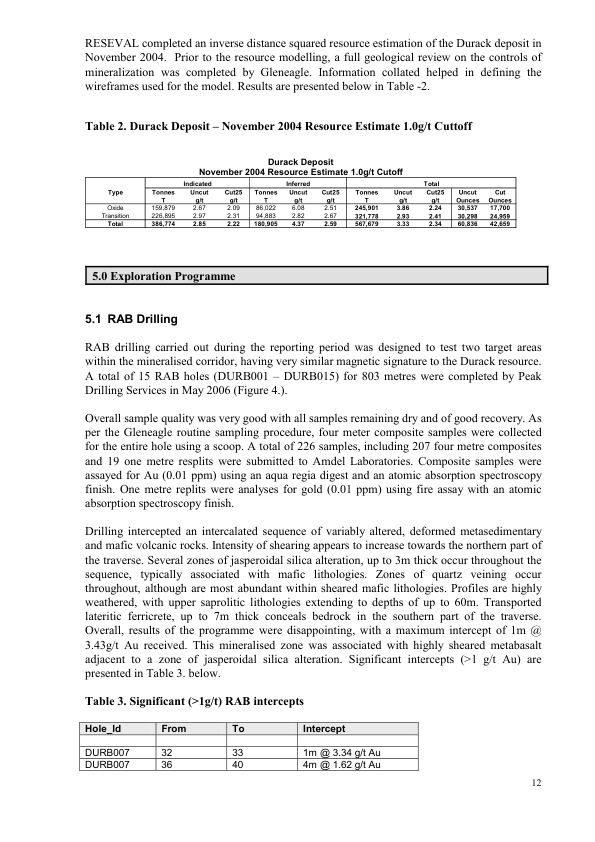 RESEVAL completed an inverse distance squared resource estimation of the Durack deposit in
November 2004.  Prior to the resource modelling, a full geological review on the controls of
mineralization was completed by Gleneagle. Information collated helped in defining the
wireframes used for the model. Results are presented below in Table -2.
Table 2. Durack Deposit – November 2004 Resource Estimate 1.0g/t Cuttoff
Durack Deposit
November 2004 Resource Estimate 1.0g/t Cutoff
Indicated Inferred Total
Type Tonnes Uncut Cut25 Tonnes Uncut Cut25 Tonnes Uncut Cut25 Uncut Cut
T g/t g/t T g/t g/t T g/t g/t Ounces Ounces
Oxide 159,879 2.67 2.09 86,022 6.08 2.51 245,901 3.86 2.24 30,537 17,700
Transition 226,895 2.97 2.31 94,883 2.82 2.67 321,778 2.93 2.41 30,298 24,959
Total 386,774 2.85 2.22 180,905 4.37 2.59 567,679 3.33 2.34 60,836 42,659
5.0 Exploration Programme
5.1 RAB Drilling
RAB drilling carried out during the reporting period was designed to test two target areas
within the mineralised corridor, having very similar magnetic signature to the Durack resource.
A total of 15 RAB holes (DURB001 – DURB015) for 803 metres were completed by Peak
Drilling Services in May 2006 (Figure 4.).
Overall sample quality was very good with all samples remaining dry and of good recovery. As
per the Gleneagle routine sampling procedure, four meter composite samples were collected
for the entire hole using a scoop. A total of 226 samples, including 207 four metre composites
and 19 one metre resplits were submitted to Amdel Laboratories. Composite samples were
assayed for Au (0.01 ppm) using an aqua regia digest and an atomic absorption spectroscopy
finish. One metre replits were analyses for gold (0.01 ppm) using fire assay with an atomic
absorption spectroscopy finish.
Drilling intercepted an intercalated sequence of variably altered, deformed metasedimentary
and mafic volcanic rocks. Intensity of shearing appears to increase towards the northern part of
the traverse. Several zones of jasperoidal silica alteration, up to 3m thick occur throughout the
sequence, typically associated with mafic lithologies. Zones of quartz veining occur
throughout, although are most abundant within sheared mafic lithologies. Profiles are highly
weathered, with upper saprolitic lithologies extending to depths of up to 60m. Transported
lateritic ferricrete, up to 7m thick conceals bedrock in the southern part of the traverse.
Overall, results of the programme were disappointing, with a maximum intercept of 1m @
3.43g/t Au received. This mineralised zone was associated with highly sheared metabasalt
adjacent to a zone of jasperoidal silica alteration. Significant intercepts (>1 g/t Au) are
presented in Table 3. below.
Table 3. Significant (>1g/t) RAB intercepts
Hole_Id From To Intercept
DURB007 32 33 1m @ 3.34 g/t Au
DURB007 36 40 4m @ 1.62 g/t Au
12